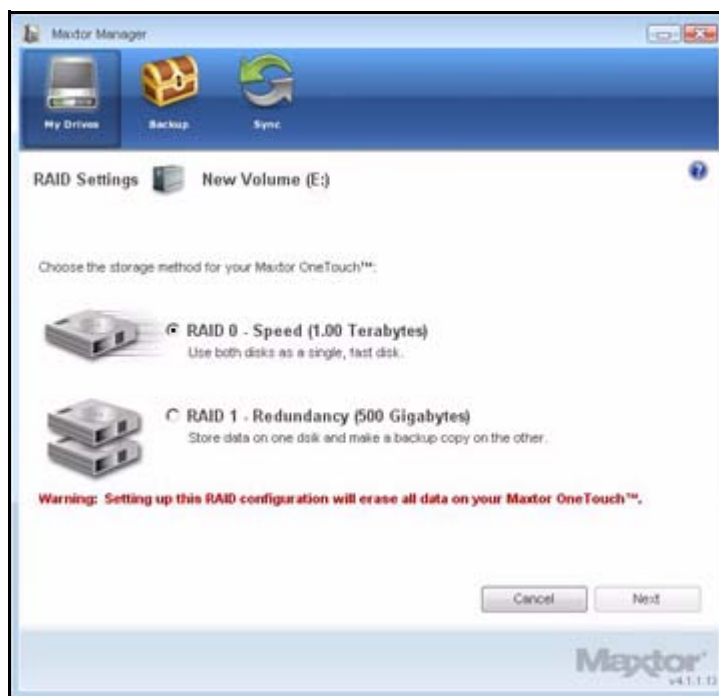 Maxtor Manager
My Drives
Backup
Sync
RAID Settings New Volume (E:)
?
Choose the storage method for your Maxtor OneTouch™:
RAID 0 - Speed (1.00 Terabytes)
Use both disks as a single, fast disk.
RAID 1 - Redundancy (500 Gigabytes)
Store data on one dsik and make a backup copy on the other.
Warning: Setting up this RAID configuration will erase all data on your Maxtor OneTouch™.
Cancel
Next
Maxtor